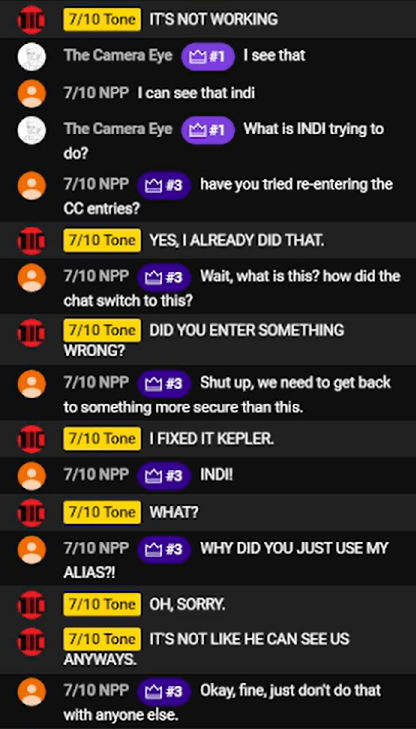 7/10 Tone IT'S NOT WORKING
The Camera Eye #1 I see that
7/10 NPP I can see that indi
The Camera Eye #1 What is INDI trying to
do?
7/10 NPP #3 have you tried re-entering the
CC entries?
7/10 Tone YES, I ALREADY DID THAT.
7/10 NPP #3 Wait, what is this? how did the
chat switch to this?
7/10 Tone DID YOU ENTER SOMETHING
WRONG?
7/10 NPP #3 Shut up, we need to get back
to something more secure than this.
7/10 Tone I FIXED IT KEPLER.
7/10 NPP #3 INDI!
7/10 Tone WHAT?
7/10 NPP #3 WHY DID YOU JUST USE MY
ALIAS?!
7/10 Tone OH, SORRY.
7/10 Tone IT'S NOT LIKE HE CAN SEE US
ANYWAYS.
7/10 NPP #3 Okay, fine, just don't do that
with anyone else.